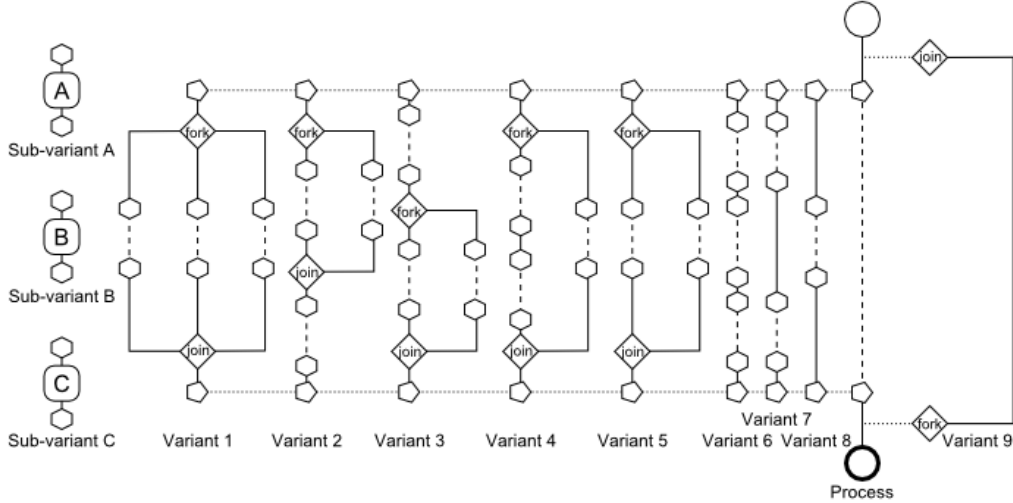 join
A
fork
fork
fork
fork
Sub-variant A
B
fork
join
Sub-variant B
join
join
join
join
C
Variant 7
fork
Sub-variant C
Variant 1
Variant 2
Variant 3
Variant 4
Variant 5
Variant 6
Variant 8
Variant 9
Process